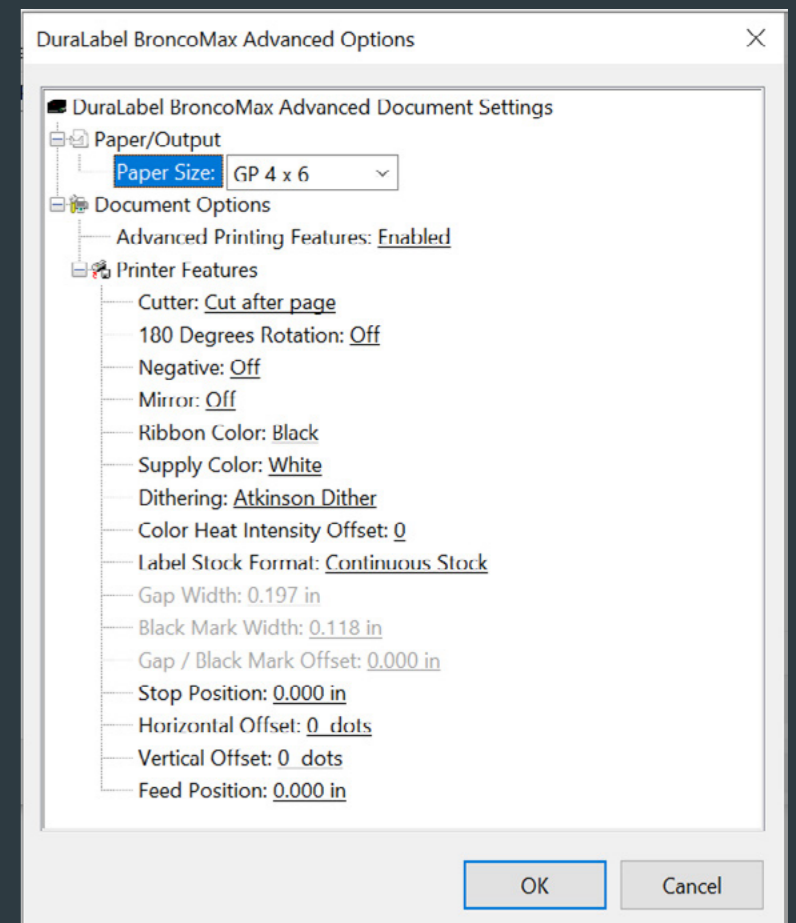 DuraLabel BroncoMax Advanced Options
DuraLabel BroncoMax Advanced Document Settings
Paper/Output
Paper Size: GP 4 x 6
Document Options
Advanced Printing Features: Enabled
Printer Features
Cutter: Cut after page
180 Degrees Rotation: Off
Negative: Off
Mirror: Off
Ribbon Color: Black
Supply Color: White
Dithering: Atkinson Dither
Color Heat Intensity Offset: 0
Label Stock Format: Continuous Stock
Gap Width: 0.197 in
Black Mark Width: 0.118 in
Gap / Black Mark Offset: 0.000 in
Stop Position: 0.000 in
Horizontal Offset: 0 dots
Vertical Offset: 0 dots
Feed Position: 0.000 in
OK Cancel